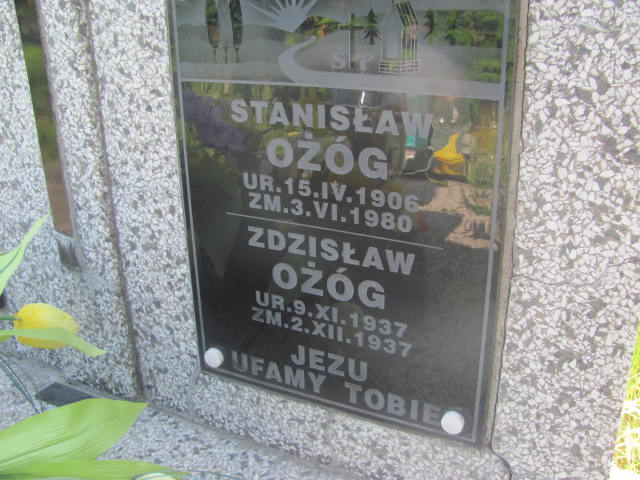 Ś P
STANISŁAW
OŻÓG
UR.15.IV.1906
ZM.3.VI.1980
ZDZISŁAW
OŻÓG
UR.9.XI.1937
ZM.2.XII.1937
JEZU
UFAMY TOBIE